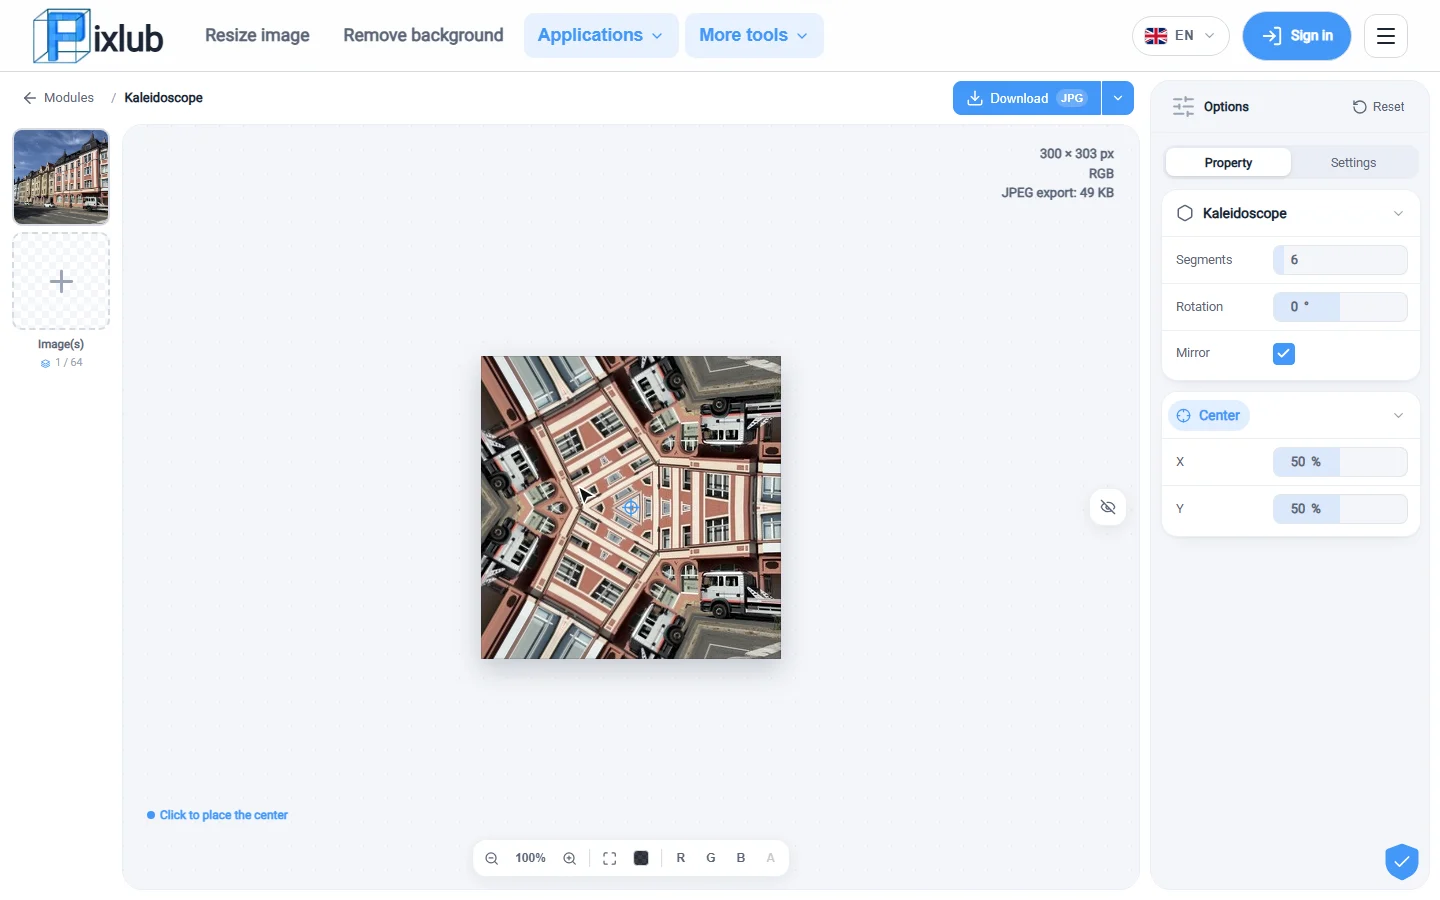 Pixlub
Resize image
Remove background
Applications
More tools
EN
Sign in
Modules / Kaleidoscope
Download JPG
300 × 303 px
RGB
JPEG export: 49 KB
Image(s)
1 / 64
Click to place the center
100%
R G B A
Options
Reset
Property
Settings
Kaleidoscope
Segments 6
Rotation 0 °
Mirror
Center
X 50 %
Y 50 %